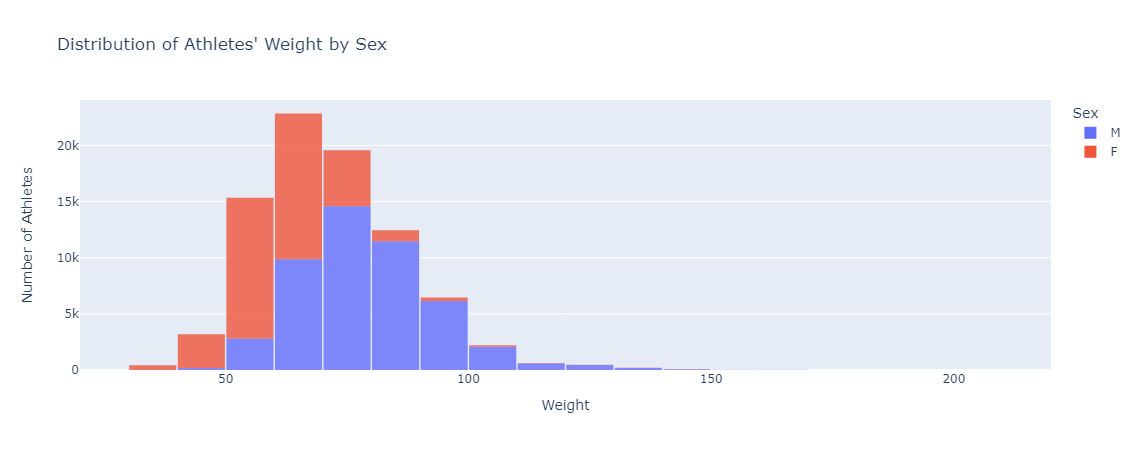 Distribution of Athletes' Weight by Sex
Sex
M
F
Number of Athletes
20k
15k
10k
5k
0
50
100
150
200
Weight